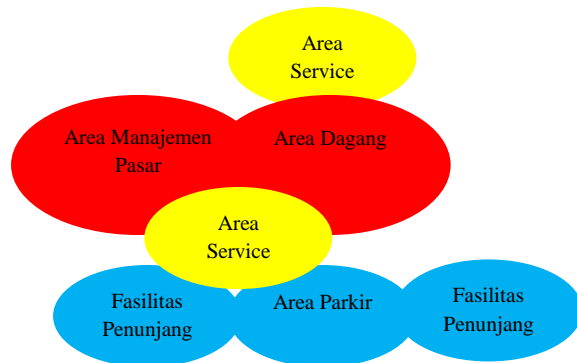 Area
Service
Area Manajemen
Pasar
Area Dagang
Area
Service
Fasilitas
Penunjang
Area Parkir
Fasilitas
Penunjang